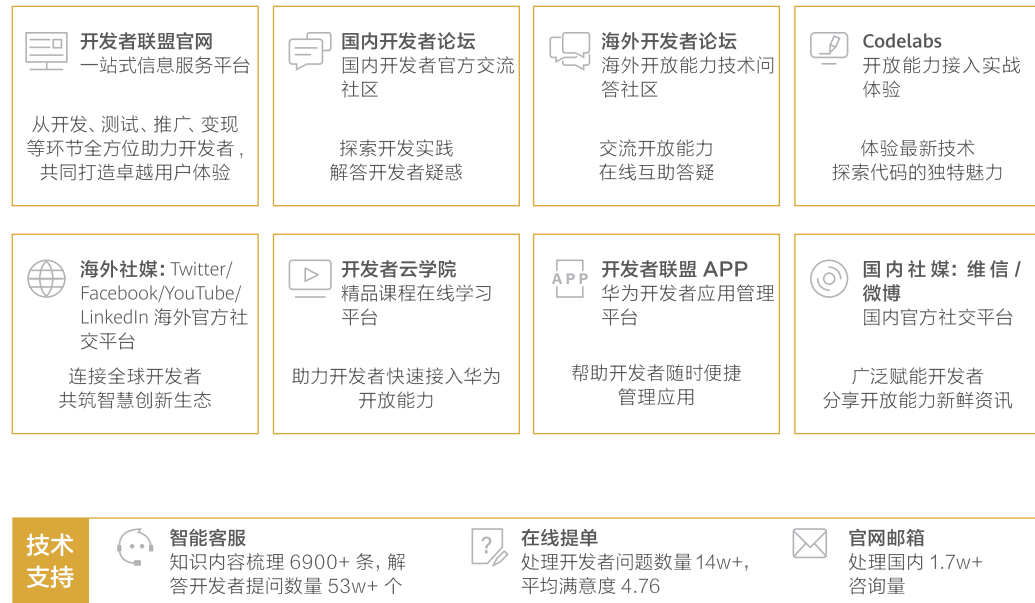 开发者联盟官网
一站式信息服务平台
从开发、测试、推广、变现
等环节全方位助力开发者，
共同打造卓越用户体验
国内开发者论坛
国内开发者官方交流
社区
探索开发实践
解答开发者疑惑
海外开发者论坛
海外开放能力技术问
答社区
交流开放能力
在线互助答疑
Codelabs
开放能力接入实战
体验
体验最新技术
探索代码的独特魅力
海外社媒：Twitter/
Facebook/YouTube/
LinkedIn 海外官方社
交平台
连接全球开发者
共筑智慧创新生态
开发者云学院
精品课程在线学习
平台
助力开发者快速接入华为
开放能力
APP
开发者联盟 APP
华为开发者应用管理
平台
帮助开发者随时便捷
管理应用
国内社媒：维信/
微博
国内官方社交平台
广泛赋能开发者
分享开放能力新鲜资讯
技术
支持
智能客服
知识内容梳理 6900+ 条，解
答开发者提问数量 53w+ 个
在线提单
处理开发者问题数量 14w+，
平均满意度 4.76
官网邮箱
处理国内 1.7w+
咨询量